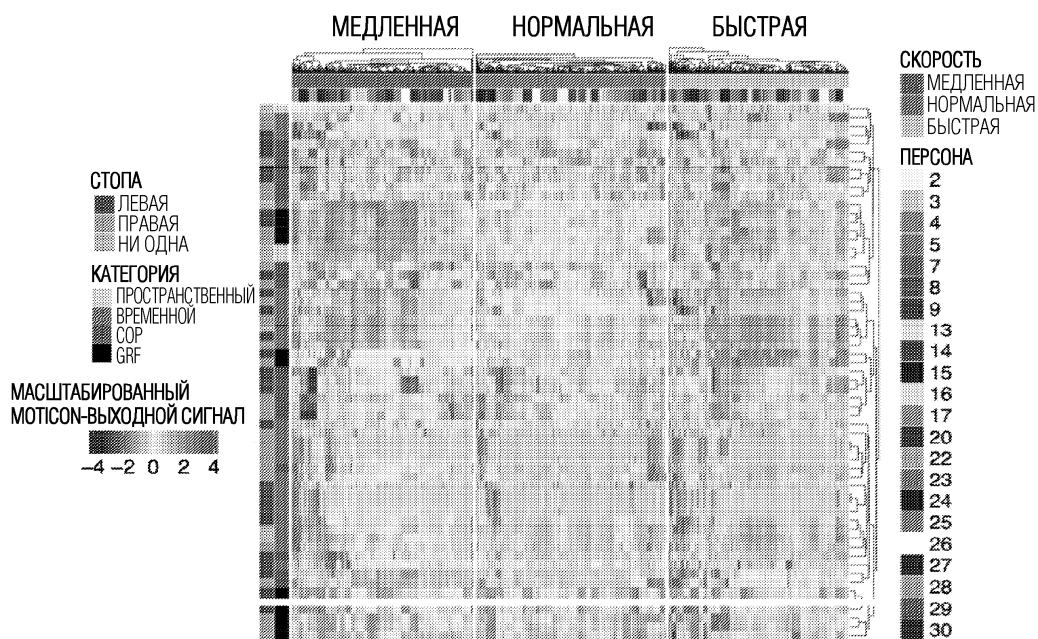 МЕДЛЕННАЯ НОРМАЛЬНАЯ БЫСТРАЯ
СТОПА
ЛЕВАЯ
ПРАВАЯ
НИ ОДНА
КАТЕГОРИЯ
ПРОСТРАНСТВЕННЫЙ
ВРЕМЕННОЙ
COP
GRF
МАСШТАБИРОВАННЫЙ
MOTICON-ВЫХОДНОЙ СИГНАЛ
−4 −2 0 2 4
СКОРОСТЬ
МЕДЛЕННАЯ
НОРМАЛЬНАЯ
БЫСТРАЯ
ПЕРСОНА
2
3
4
5
7
8
9
13
14
15
16
17
20
22
23
24
25
26
27
28
29
30